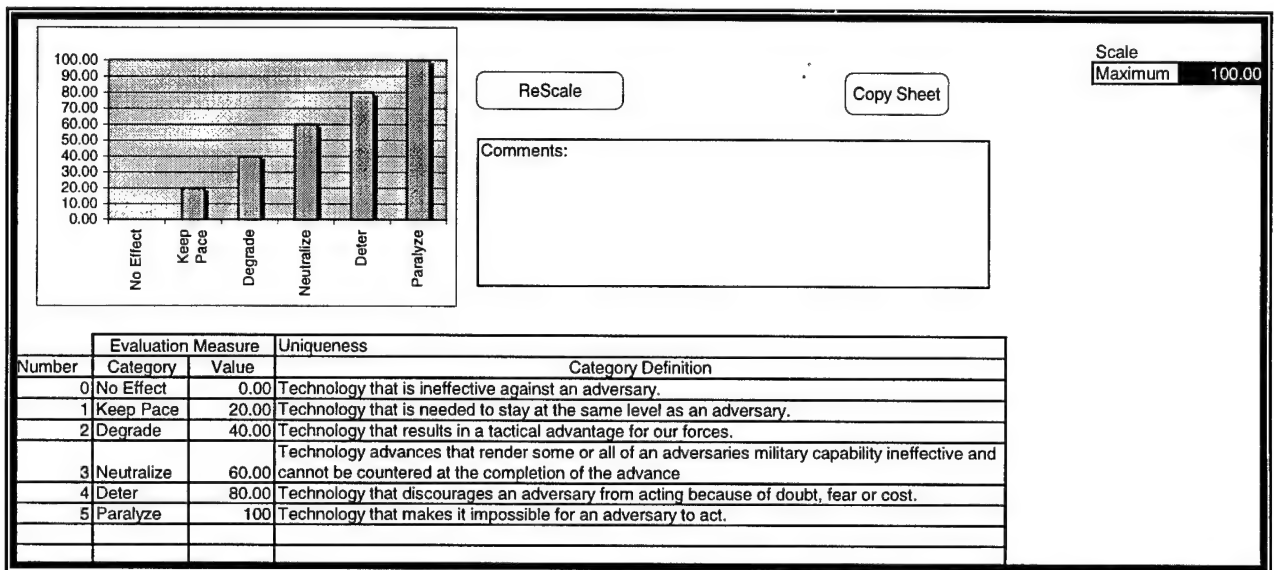 100.00
90.00
80.00
70.00
60.00
50.00
40.00
30.00
20.00
10.00
0.00
No Effect
Keep
Pace
Degrade
Neutralize
Deter
Paralyze
ReScale
Copy Sheet
Scale
Maximum 100.00
Comments:
Evaluation Measure Uniqueness
Number Category Value Category Definition
0 No Effect 0.00 Technology that is ineffective against an adversary.
1 Keep Pace 20.00 Technology that is needed to stay at the same level as an adversary.
2 Degrade 40.00 Technology that results in a tactical advantage for our forces.
Technology advances that render some or all of an adversaries military capability ineffective and
3 Neutralize 60.00 cannot be countered at the completion of the advance
4 Deter 80.00 Technology that discourages an adversary from acting because of doubt, fear or cost.
5 Paralyze 100 Technology that makes it impossible for an adversary to act.